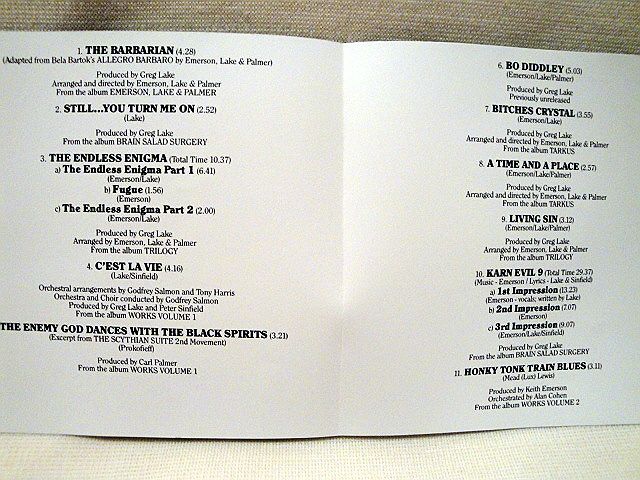 1. THE BARBARIAN (4.28)
(Adapted from Bela Bartok's ALLEGRO BARBARO by Emerson, Lake & Palmer)
Produced by Greg Lake
Arranged and directed by Emerson, Lake & Palmer
From the album EMERSON, LAKE & PALMER
2. STILL...YOU TURN ME ON (2.52)
(Lake)
Produced by Greg Lake
From the album BRAIN SALAD SURGERY
3. THE ENDLESS ENIGMA (Total Time 10.37)
a) The Endless Enigma Part 1 (6.41)
(Emerson/Lake)
b) Fugue (1.56)
(Emerson)
c) The Endless Enigma Part 2 (2.00)
(Emerson/Lake)
Produced by Greg Lake
Arranged by Emerson, Lake & Palmer
From the album TRILOGY
4. C'EST LA VIE (4.16)
(Lake/Sinfield)
Orchestral arrangements by Godfrey Salmon and Tony Harris
Orchestra and Choir conducted by Godfrey Salmon
Produced by Greg Lake and Peter Sinfield
From the album WORKS VOLUME 1
THE ENEMY GOD DANCES WITH THE BLACK SPIRITS (3.21)
(Excerpt from THE SCYTHIAN SUITE 2nd Movement)
(Prokofieff)
Produced by Carl Palmer
From the album WORKS VOLUME 1
6. BO DIDDLEY (5.03)
(Emerson/Lake/Palmer)
Produced by Greg Lake
Previously unreleased
7. BITCHES CRYSTAL (3.55)
(Emerson/Lake)
Produced by Greg Lake
Arranged and directed by Emerson, Lake & Palmer
From the album TARKUS
8. A TIME AND A PLACE (2.57)
(Emerson/Lake/Palmer)
Produced by Greg Lake
Arranged and directed by Emerson, Lake & Palmer
From the album TARKUS
9. LIVING SIN (3.12)
(Emerson/Lake/Palmer)
Produced by Greg Lake
Arranged by Emerson, Lake & Palmer
From the album TRILOGY
10. KARN EVIL 9 (Total Time 29.37)
(Music - Emerson / Lyrics - Lake & Sinfield)
a) 1st Impression (13.23)
(Emerson - vocals; written by Lake)
b) 2nd Impression (7.07)
(Emerson)
c) 3rd Impression (9.07)
(Emerson/Lake/Sinfield)
Produced by Greg Lake
From the album BRAIN SALAD SURGERY
11. HONKY TONK TRAIN BLUES (3.11)
(Mead (Lux) Lewis)
Produced by Keith Emerson
Orchestrated by Alan Cohen
From the album WORKS VOLUME 2